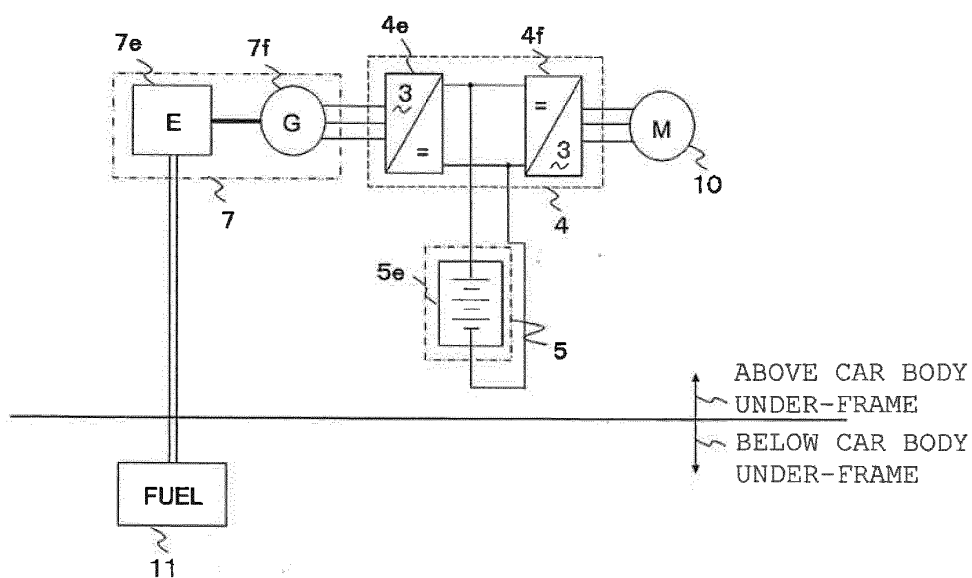 7e
7f
4e
4f
E
G
3
~
=
=
3
~
M
10
7
4
5e
5
ABOVE CAR BODY
UNDER-FRAME
BELOW CAR BODY
UNDER-FRAME
FUEL
11